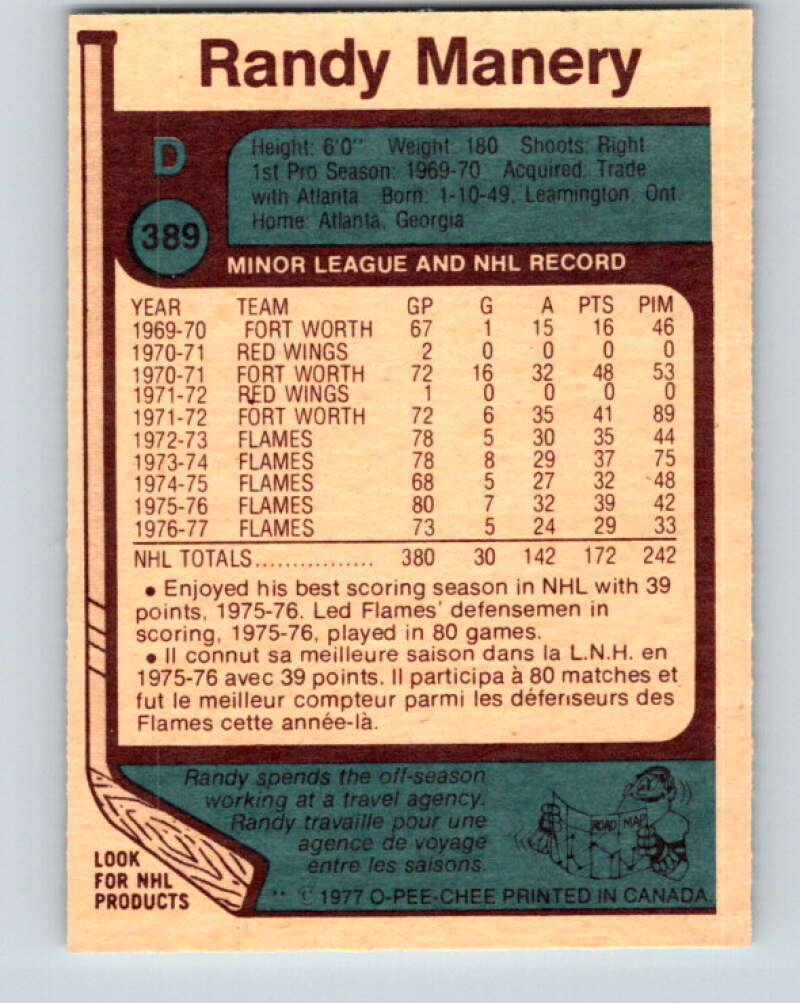 Randy Manery
D
389
Height: 6'0" Weight: 180 Shoots: Right
1st Pro Season: 1969-70 Acquired: Trade
with Atlanta Born: 1-10-49, Leamington, Ont.
Home: Atlanta, Georgia
MINOR LEAGUE AND NHL RECORD
YEAR TEAM GP G A PTS PIM
1969-70 FORT WORTH 67 1 15 16 46
1970-71 RED WINGS 2 0 0 0 0
1970-71 FORT WORTH 72 16 32 48 53
1971-72 RED WINGS 1 0 0 0 0
1971-72 FORT WORTH 72 6 35 41 89
1972-73 FLAMES 78 5 30 35 44
1973-74 FLAMES 78 8 29 37 75
1974-75 FLAMES 68 5 27 32 48
1975-76 FLAMES 80 7 32 39 42
1976-77 FLAMES 73 5 24 29 33
NHL TOTALS................ 380 30 142 172 242
• Enjoyed his best scoring season in NHL with 39
points, 1975-76. Led Flames' defensemen in
scoring, 1975-76, played in 80 games.
• Il connut sa meilleure saison dans la L.N.H. en
1975-76 avec 39 points. Il participa à 80 matches et
fut le meilleur compteur parmi les défenseurs des
Flames cette année-là.
Randy spends the off-season
working at a travel agency.
Randy travaille pour une
agence de voyage
entre les saisons.
ROAD MAP
LOOK
FOR NHL
PRODUCTS
** © 1977 O-PEE-CHEE PRINTED IN CANADA